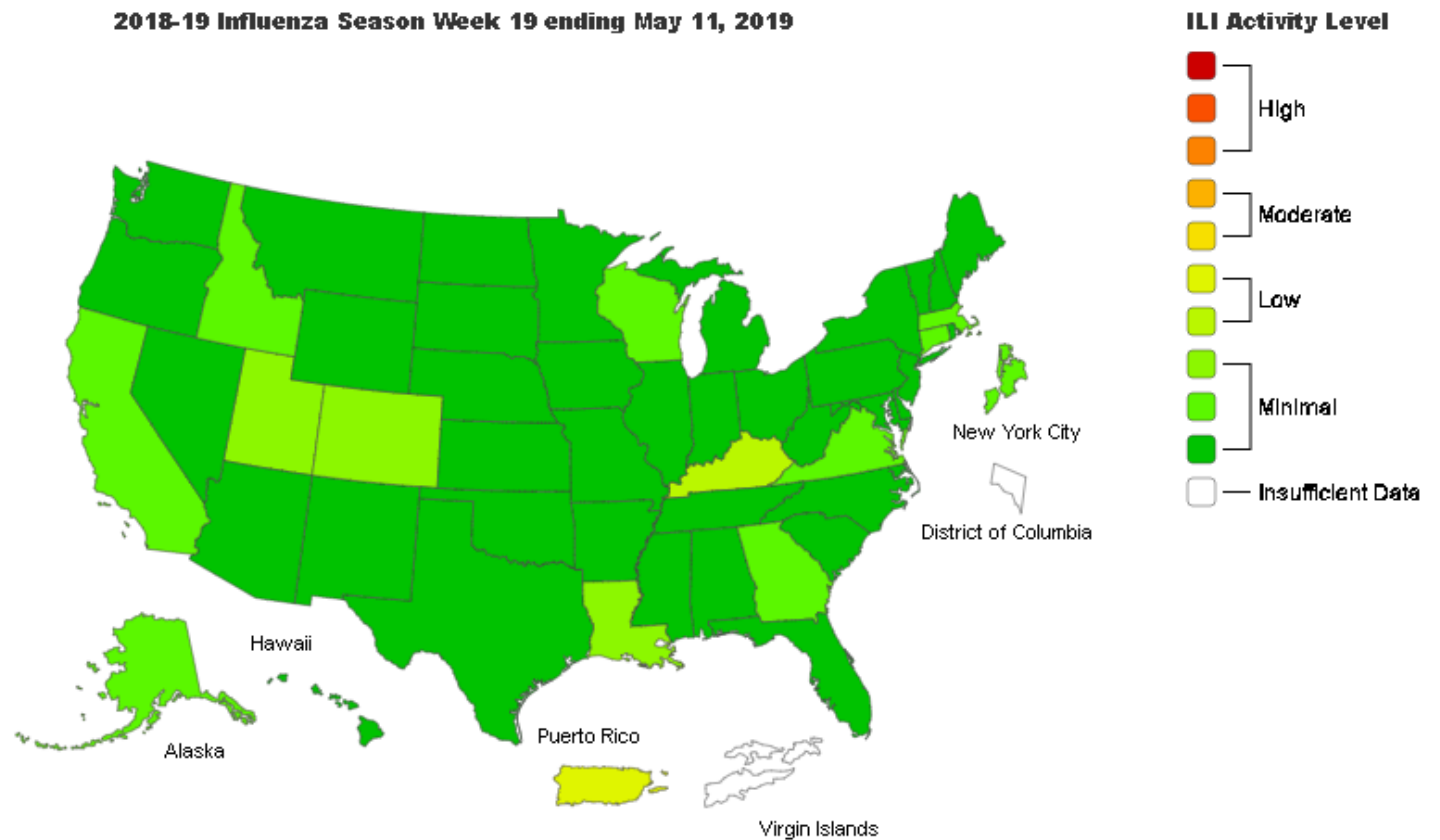 2018-19 Influenza Season Week 19 ending May 11, 2019
ILI Activity Level
High
Moderate
Low
Minimal
Insufficient Data
New York City
District of Columbia
Hawaii
Alaska
Puerto Rico
Virgin Islands